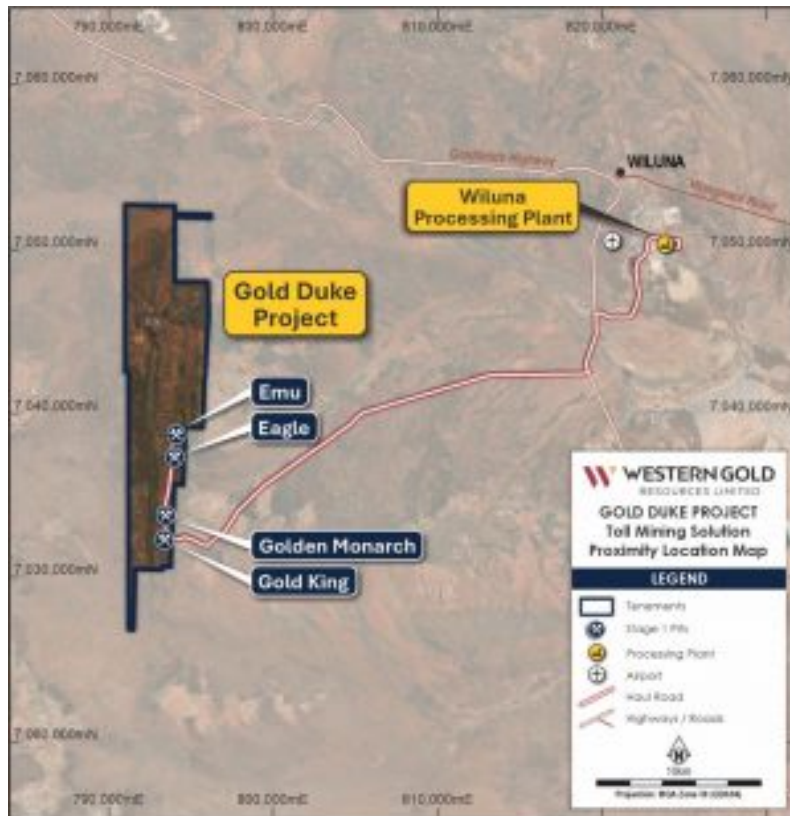 790,000mE
800,000mE
810,000mE
820,000mE
7,060,000mN
7,060,000mN
Goldfields Highway
WILUNA
Wiluna
Processing Plant
7,050,000mN
7,050,000mN
Gold Duke
Project
Emu
Eagle
7,040,000mN
7,040,000mN
Golden Monarch
Gold King
7,030,000mN
WESTERN GOLD
RESOURCES LIMITED
GOLD DUKE PROJECT
Toll Mining Solution
Proximity Location Map
LEGEND
Tenements
Stage 1 Pits
Processing Plant
Airport
Haul Road
Highways / Roads
N
10km
790,000mE
800,000mE
810,000mE